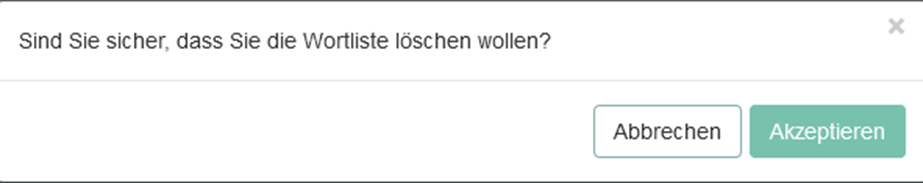 Sind Sie sicher, dass Sie die Wortliste löschen wollen?
×
Abbrechen
Akzeptieren